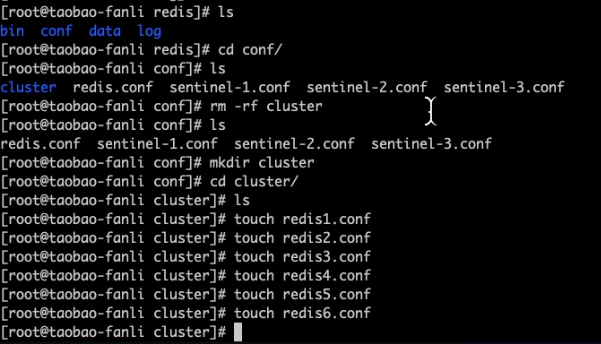 [root@taobao-fanli redis]# ls
bin conf data log
[root@taobao-fanli redis]# cd conf/
[root@taobao-fanli conf]# ls
cluster redis.conf sentinel-1.conf sentinel-2.conf sentinel-3.conf
[root@taobao-fanli conf]# rm -rf cluster
[root@taobao-fanli conf]# ls
redis.conf sentinel-1.conf sentinel-2.conf sentinel-3.conf
[root@taobao-fanli conf]# mkdir cluster
[root@taobao-fanli conf]# cd cluster/
[root@taobao-fanli cluster]# ls
[root@taobao-fanli cluster]# touch redis1.conf
[root@taobao-fanli cluster]# touch redis2.conf
[root@taobao-fanli cluster]# touch redis3.conf
[root@taobao-fanli cluster]# touch redis4.conf
[root@taobao-fanli cluster]# touch redis5.conf
[root@taobao-fanli cluster]# touch redis6.conf
[root@taobao-fanli cluster]#